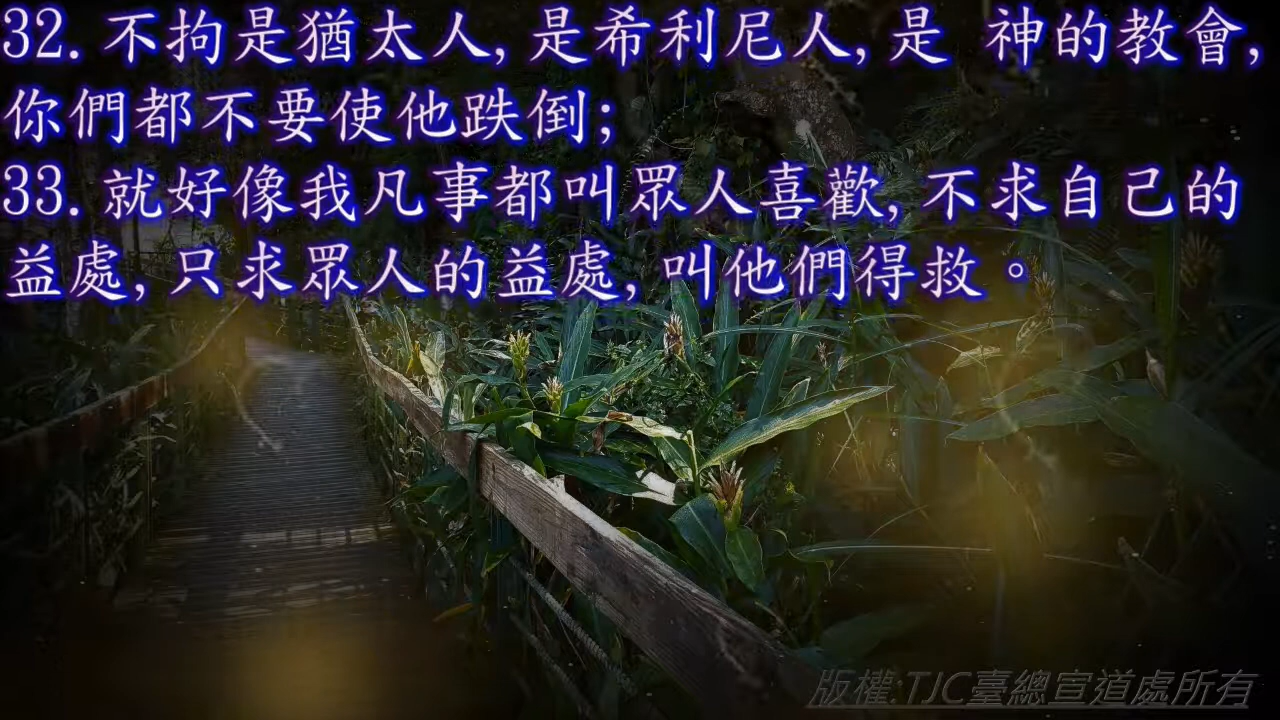 32.不拘是猶太人,是希利尼人,是 神的教會,
你們都不要使他跌倒;
33.就好像我凡事都叫眾人喜歡,不求自己的
益處,只求眾人的益處,叫他們得救。
版權:TJC臺總宣道處所有